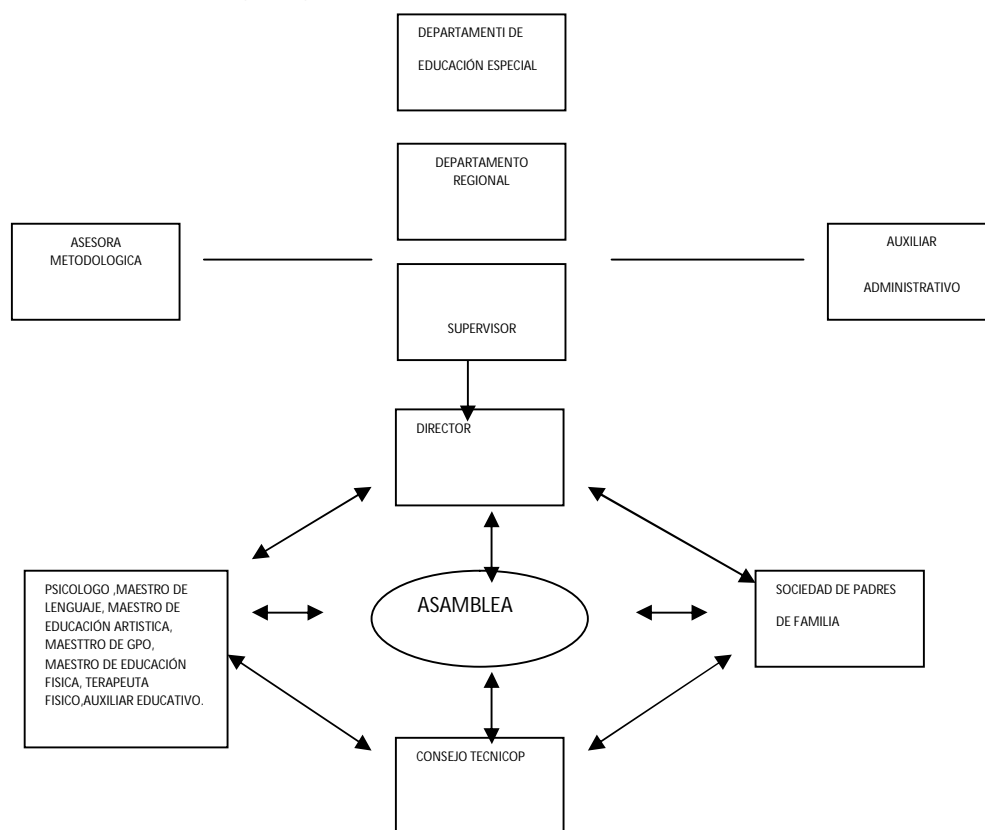 DEPARTAMENTI DE
EDUCACIÓN ESPECIAL
DEPARTAMENTO
REGIONAL
ASESORA
METODOLOGICA
AUXILIAR
ADMINISTRATIVO
SUPERVISOR
DIRECTOR
PSICOLOGO ,MAESTRO DE
LENGUAJE, MAESTRO DE
EDUCACIÓN ARTISTICA,
MAESTTRO DE GPO,
MAESTRO DE EDUCACIÓN
FISICA, TERAPEUTA
FISICO,AUXILIAR EDUCATIVO.
ASAMBLEA
SOCIEDAD DE PADRES
DE FAMILIA
CONSEJO TECNICOP